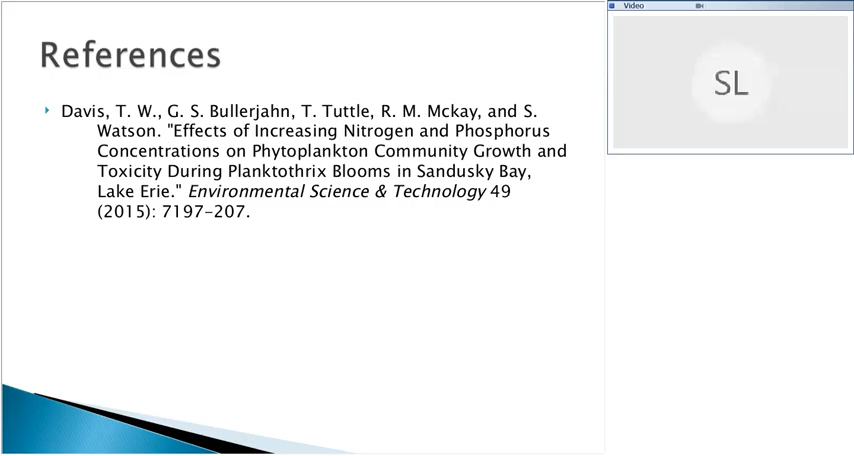 References
Davis, T. W., G. S. Bullerjahn, T. Tuttle, R. M. Mckay, and S.
Watson. "Effects of Increasing Nitrogen and Phosphorus
Concentrations on Phytoplankton Community Growth and
Toxicity During Planktothrix Blooms in Sandusky Bay,
Lake Erie." Environmental Science & Technology 49
(2015): 7197-207.
Video
SL